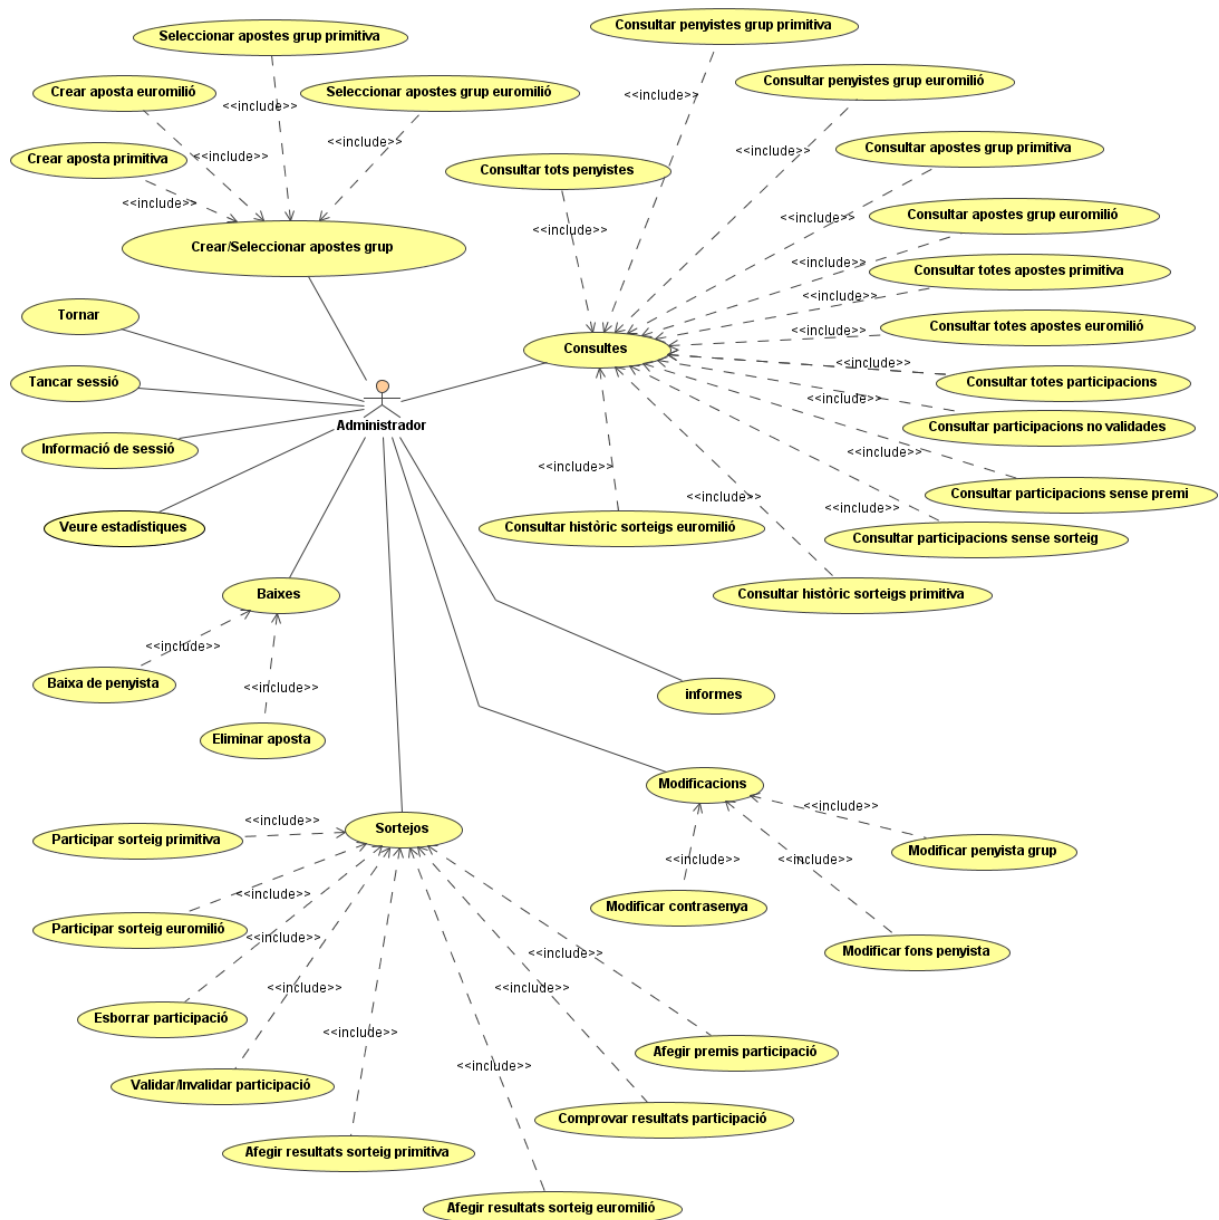 Seleccionar apostes grup primitiva
Consultar penyistes grup primitiva
Crear aposta euromilió
Seleccionar apostes grup euromilió
Consultar penyistes grup euromilió
<<include>>
<<include>>
<<include>>
Crear aposta primitiva
<<include>>
Consultar apostes grup primitiva
Consultar tots penyistes
<<include>>
<<include>>
<<include>>
Consultar apostes grup euromilió
<<include>>
<<include>>
Crear/Seleccionar apostes grup
<<include>>
Consultar totes apostes primitiva
<<include>>
Tornar
Consultar totes apostes euromilió
<<include>>
Consultes
<<include>>
Tancar sessió
Consultar totes participacions
<<include>>
Administrador
Consultar participacions no validades
Informació de sessió
<<include>>
<<include>>
Consultar participacions sense premi
<<include>>
<<include>>
Veure estadístiques
Consultar històric sorteigs euromilió
Consultar participacions sense sorteig
Baixes
Consultar històric sorteigs primitiva
<<include>>
Baixa de penyista
<<include>>
informes
Eliminar aposta
Modificacions
<<include>>
<<include>>
Participar sorteig primitiva
Sortejos
Modificar penyista grup
<<include>>
<<include>>
<<include>>
Modificar contrasenya
Participar sorteig euromilió
<<include>>
Modificar fons penyista
<<include>>
<<include>>
<<include>>
Esborrar participació
<<include>>
Afegir premis participació
<<include>>
Validar/Invalidar participació
Comprovar resultats participació
Afegir resultats sorteig primitiva
Afegir resultats sorteig euromilió